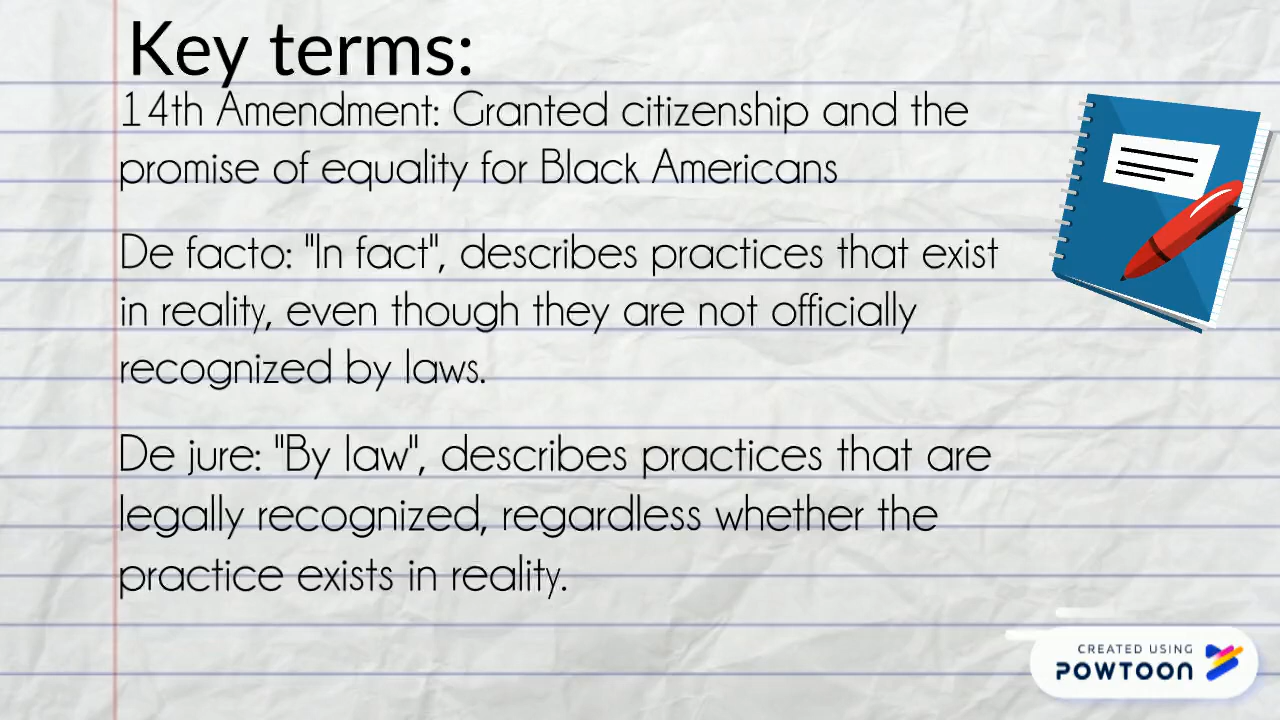 Key terms:
14th Amendment: Granted citizenship and the
promise of equality for Black Americans
De facto: "In fact", describes practices that exist
in reality, even though they are not officially
recognized by laws.
De jure: "By law", describes practices that are
legally recognized, regardless whether the
practice exists in reality.
CREATED USING
POWTOON